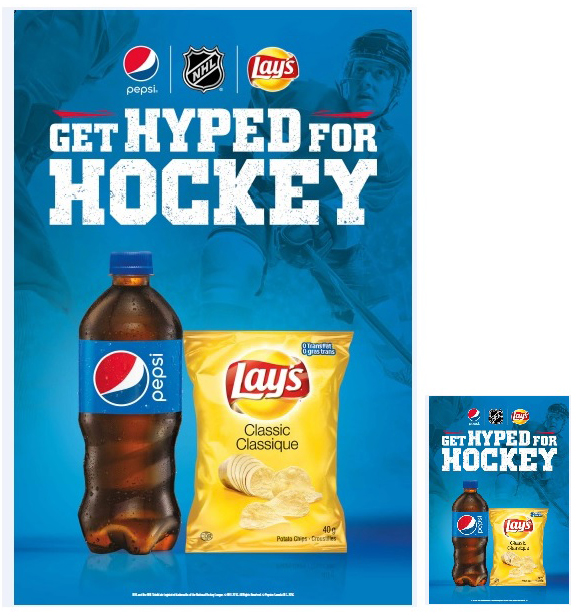 pepsi
NHL
Lay's
GET HYPED FOR
HOCKEY
pepsi
0 trans fat
0 gras trans
Lay's
Classic
Classique
40 g
Potato Chips · Croustilles
pepsi
NHL
Lay's
GET HYPED FOR
HOCKEY
pepsi
Lay's
Classic
Classique